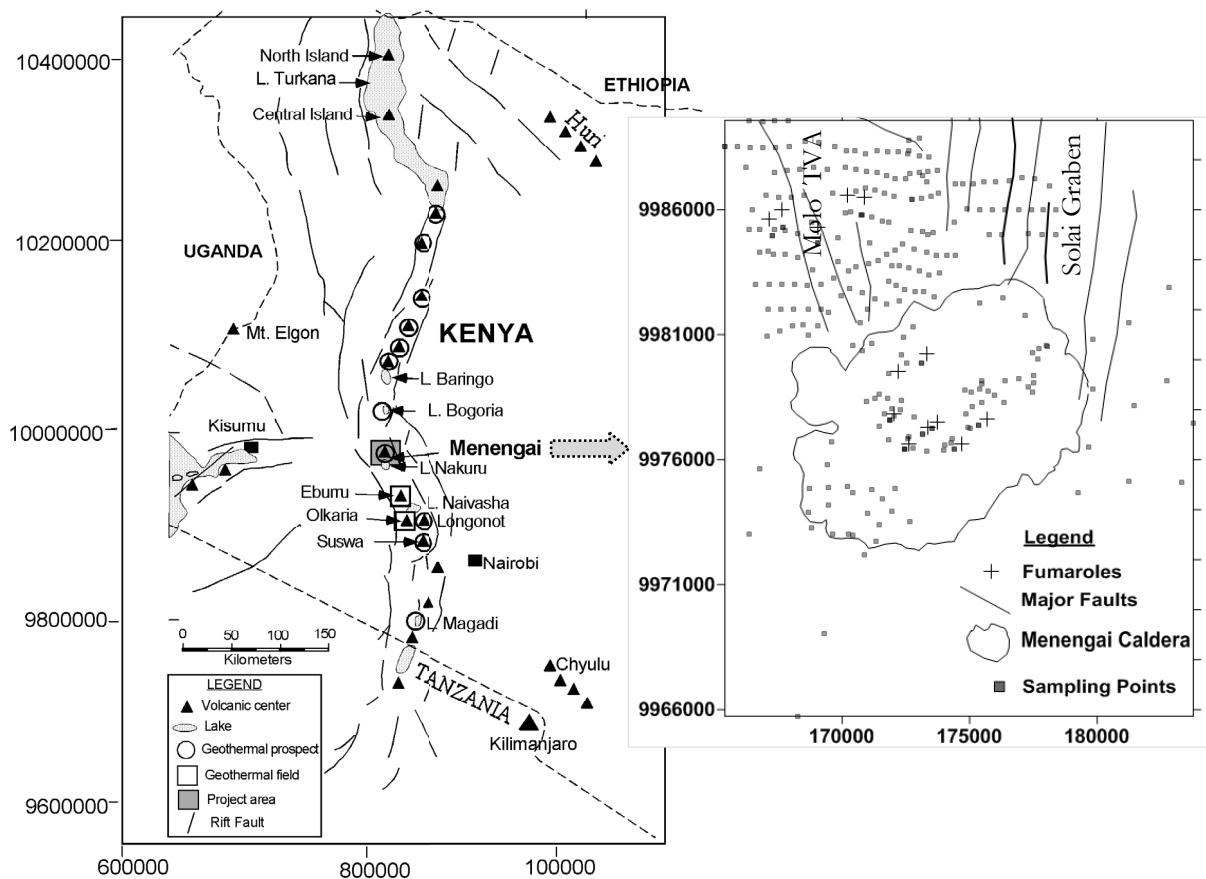 10400000
10200000
10000000
9800000
9600000
600000
800000
100000
North Island
L. Turkana
Central Island
ETHIOPIA
Huri
UGANDA
Mt. Elgon
KENYA
L. Baringo
L. Bogoria
Kisumu
Menengai
L. Nakuru
Eburru
L. Naivasha
Olkaria
Longonot
Suswa
Nairobi
L. Magadi
0 50 100 150
Kilometers
Chyulu
TANZANIA
Kilimanjaro
LEGEND
Volcanic center
Lake
Geothermal prospect
Geothermal field
Project area
Rift Fault
9986000
9981000
9976000
9971000
9966000
170000
175000
180000
Molo TVA
Solai Graben
Legend
Fumaroles
Major Faults
Menengai Caldera
Sampling Points